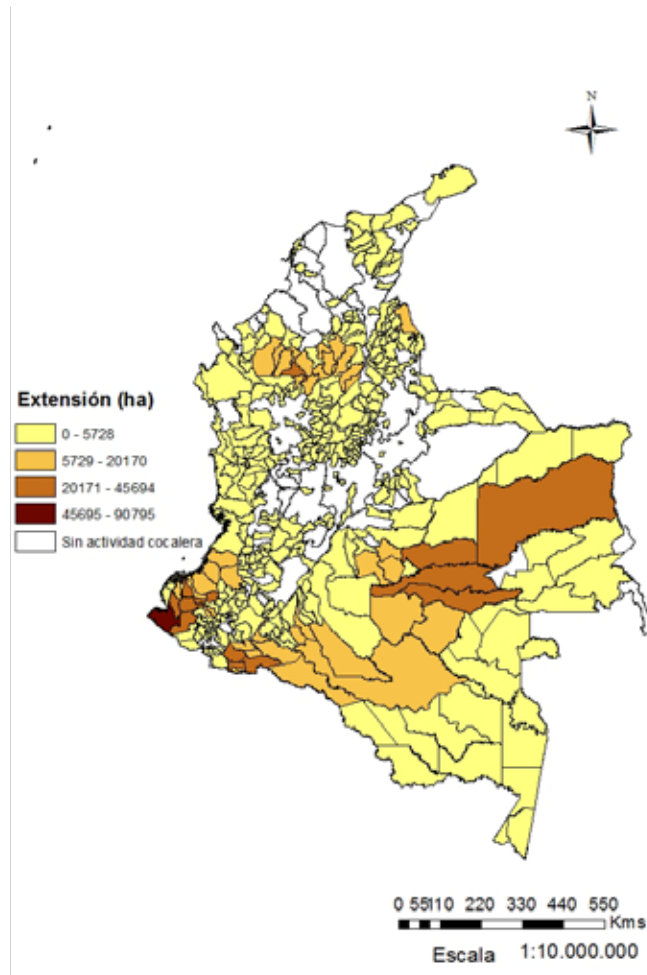 N
Extensión (ha)
0 - 5728
5729 - 20170
20171 - 45694
45695 - 90795
Sin actividad cocalera
0 55110 220 330 440 550
Kms
Escala 1:10.000.000